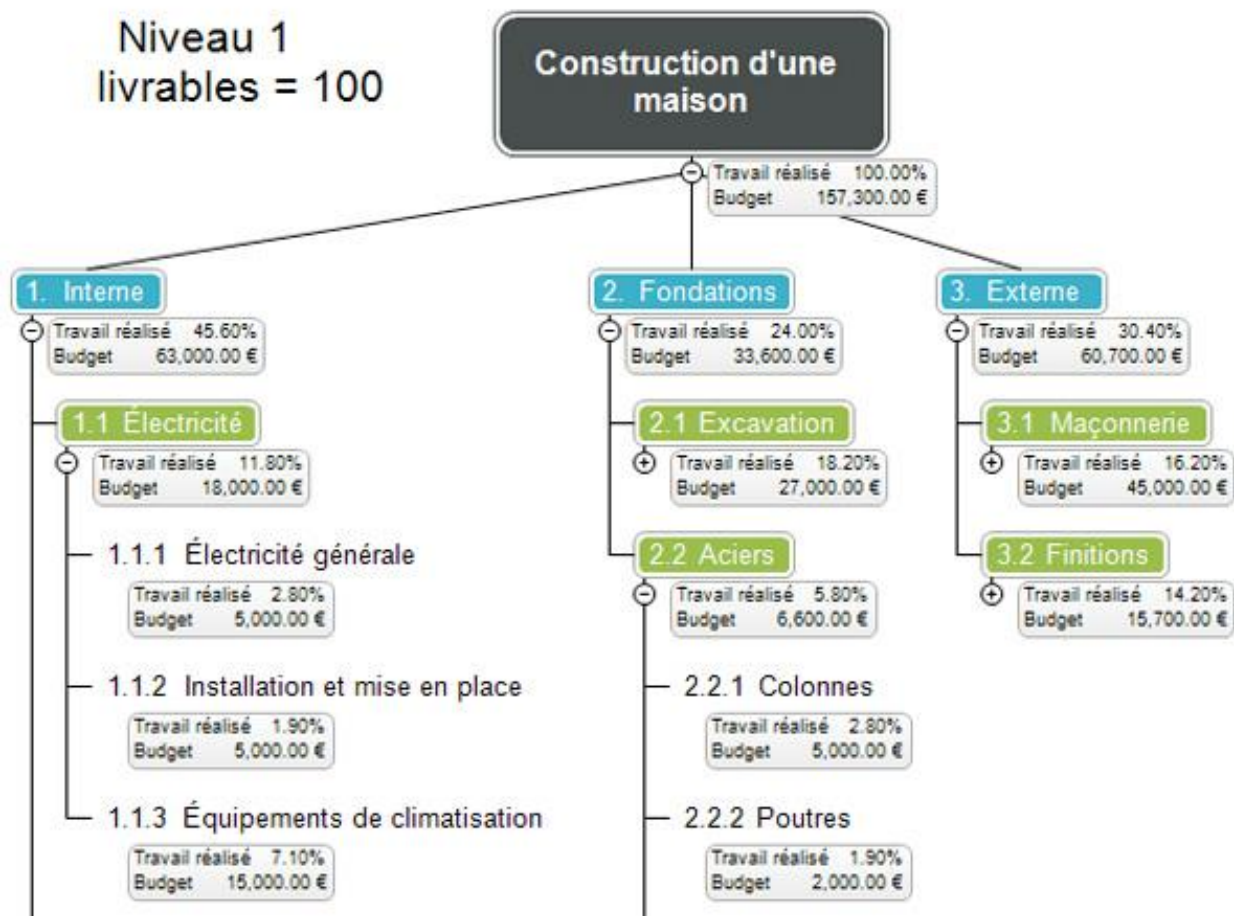 Niveau 1
livrables = 100
Construction d'une
maison
Travail réalisé 100.00%
Budget 157,300.00 €
1. Interne
Travail réalisé 45.60%
Budget 63,000.00 €
1.1 Électricité
Travail réalisé 11.80%
Budget 18,000.00 €
1.1.1 Électricité générale
Travail réalisé 2.80%
Budget 5,000.00 €
1.1.2 Installation et mise en place
Travail réalisé 1.90%
Budget 5,000.00 €
1.1.3 Équipements de climatisation
Travail réalisé 7.10%
Budget 15,000.00 €
2. Fondations
Travail réalisé 24.00%
Budget 33,600.00 €
2.1 Excavation
Travail réalisé 18.20%
Budget 27,000.00 €
2.2 Aciers
Travail réalisé 5.80%
Budget 6,600.00 €
2.2.1 Colonnes
Travail réalisé 2.80%
Budget 5,000.00 €
2.2.2 Poutres
Travail réalisé 1.90%
Budget 2,000.00 €
3. Externe
Travail réalisé 30.40%
Budget 60,700.00 €
3.1 Maçonnerie
Travail réalisé 16.20%
Budget 45,000.00 €
3.2 Finitions
Travail réalisé 14.20%
Budget 15,700.00 €